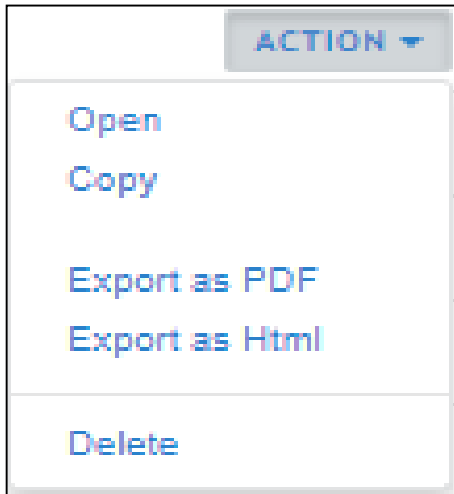 ACTION
Open
Copy
Export as PDF
Export as Html
Delete